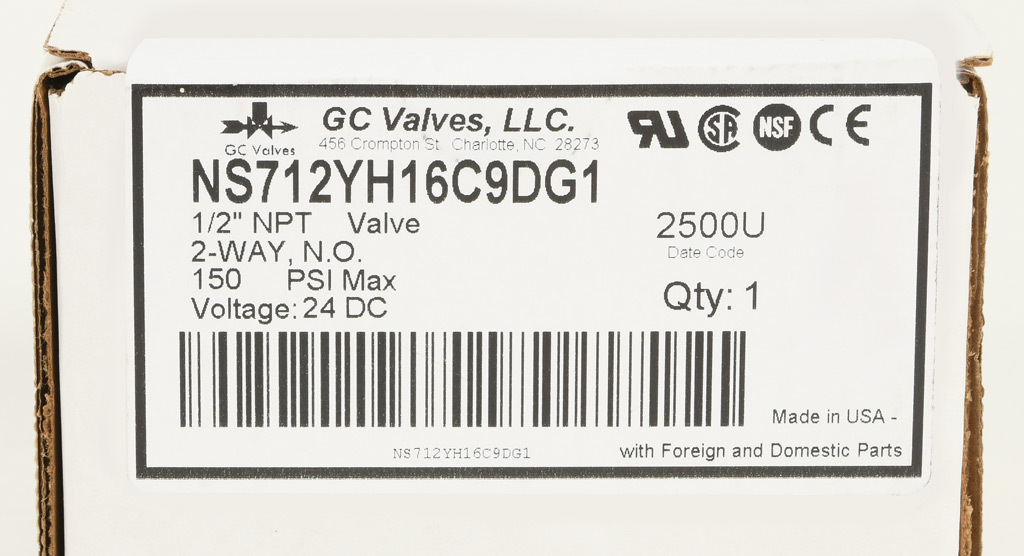 GC Valves, LLC.
456 Crompton St. Charlotte, NC 28273
GC Valves
NSF
CE
NS712YH16C9DG1
1/2" NPT Valve
2-WAY, N.O.
150 PSI Max
Voltage: 24 DC
2500U
Date Code
Qty: 1
Made in USA -
with Foreign and Domestic Parts
NS712YH16C9DG1